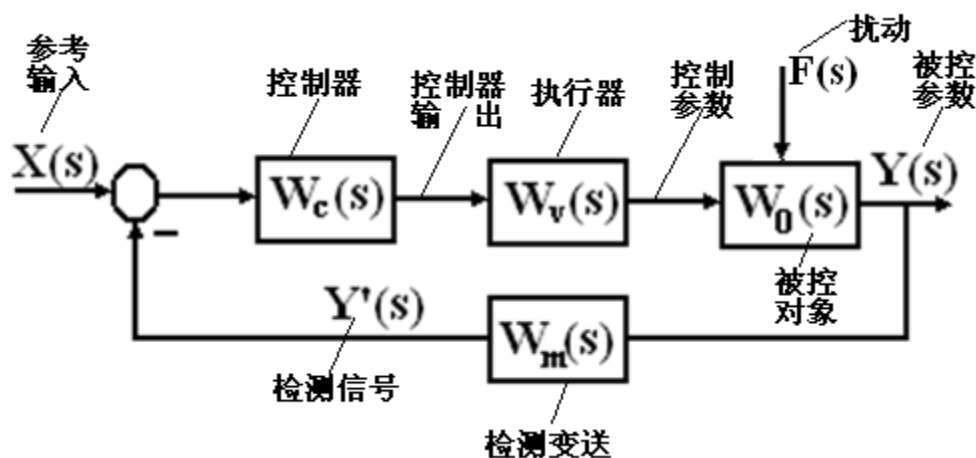 参考
输入
X(s)
控制器
Wc(s)
控制器
输 出
执行器
Wv(s)
控制
参数
扰动
F(s)
W0(s)
被控
对象
被控
参数
Y(s)
−
Y'(s)
检测信号
Wm(s)
检测变送